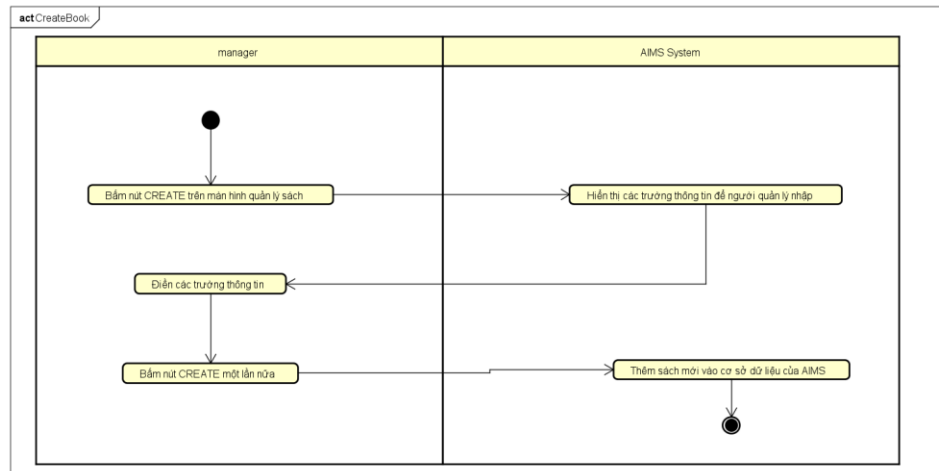 act CreateBook
manager
AIMS System
Bấm nút CREATE trên màn hình quản lý sách
Hiển thị các trường thông tin để người quản lý nhập
Điền các trường thông tin
Bấm nút CREATE một lần nữa
Thêm sách mới vào cơ sở dữ liệu của AIMS